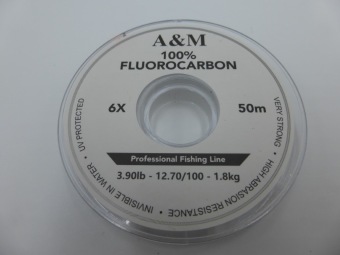 A&M
100%
FLUOROCARBON
6X 50m
Professional Fishing Line
3.90lb - 12.70/100 - 1.8kg
UV PROTECTED • INVISIBLE IN WATER • HIGH ABRASION RESISTANCE • VERY STRONG